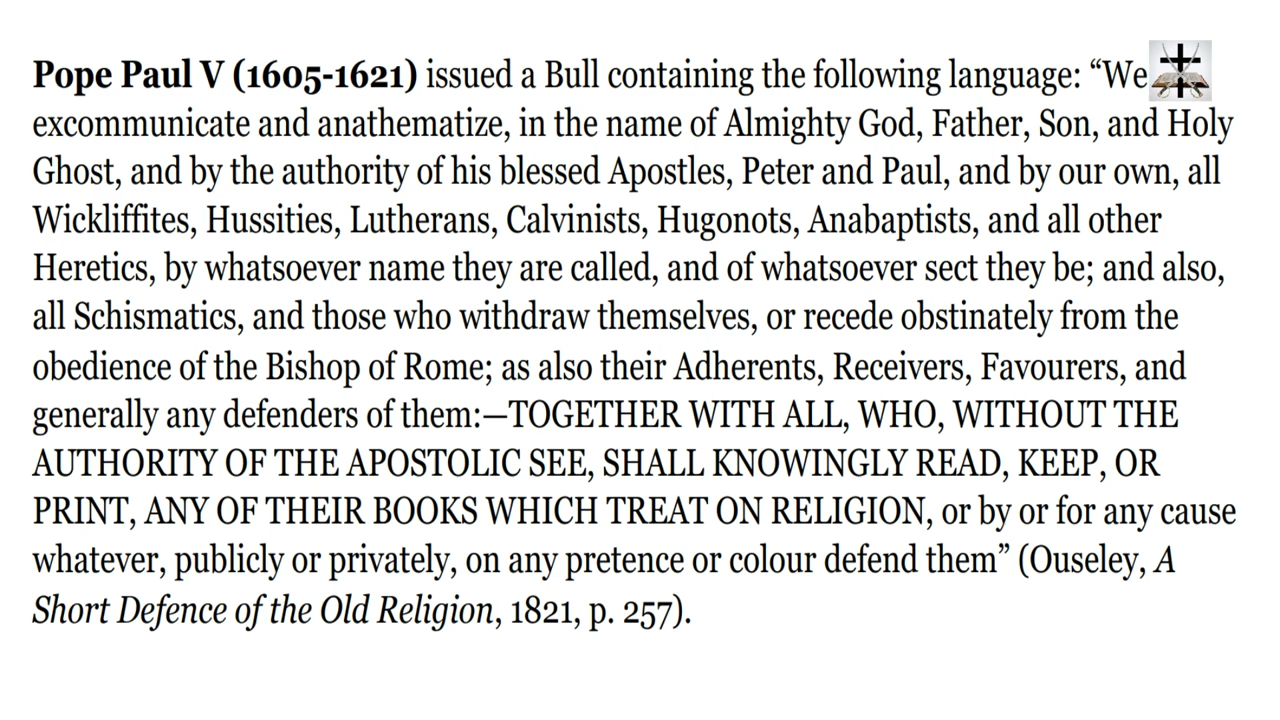 Pope Paul V (1605-1621) issued a Bull containing the following language: “We
excommunicate and anathematize, in the name of Almighty God, Father, Son, and Holy
Ghost, and by the authority of his blessed Apostles, Peter and Paul, and by our own, all
Wickliffites, Hussities, Lutherans, Calvinists, Hugonots, Anabaptists, and all other
Heretics, by whatsoever name they are called, and of whatsoever sect they be; and also,
all Schismatics, and those who withdraw themselves, or recede obstinately from the
obedience of the Bishop of Rome; as also their Adherents, Receivers, Favourers, and
generally any defenders of them:—TOGETHER WITH ALL, WHO, WITHOUT THE
AUTHORITY OF THE APOSTOLIC SEE, SHALL KNOWINGLY READ, KEEP, OR
PRINT, ANY OF THEIR BOOKS WHICH TREAT ON RELIGION, or by or for any cause
whatever, publicly or privately, on any pretence or colour defend them” (Ouseley, A
Short Defence of the Old Religion, 1821, p. 257).